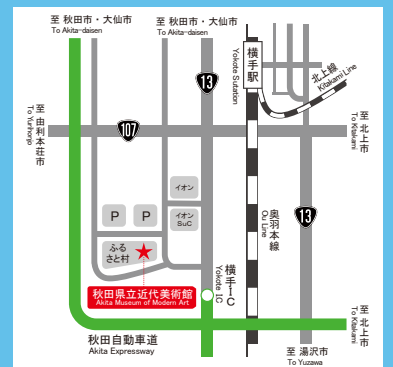 至 秋田市・大仙市
To Akita-daisen
至 秋田市・大仙市
To Akita-daisen
13
Yokote Sutation
横手駅
北上線
Kitakami Line
至 由利本荘市
To Yurihonjo
107
至 北上市
To Kitakami
イオン
イオン
SuC
P
P
ふる
さと村
奥羽本線
Ou Line
13
秋田県立近代美術館
Akita Museum of Modern Art
横手IC
Yokote IC
至 北上市
To Kitakami
秋田自動車道
Akita Expressway
至 湯沢市
To Yuzawa